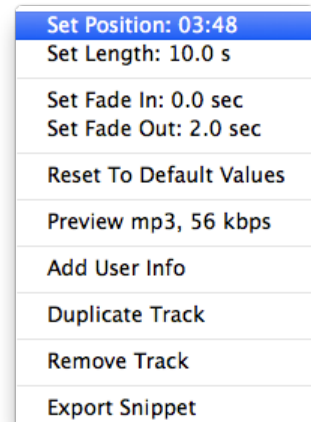 Set Position: 03:48
Set Length: 10.0 s
Set Fade In: 0.0 sec
Set Fade Out: 2.0 sec
Reset To Default Values
Preview mp3, 56 kbps
Add User Info
Duplicate Track
Remove Track
Export Snippet